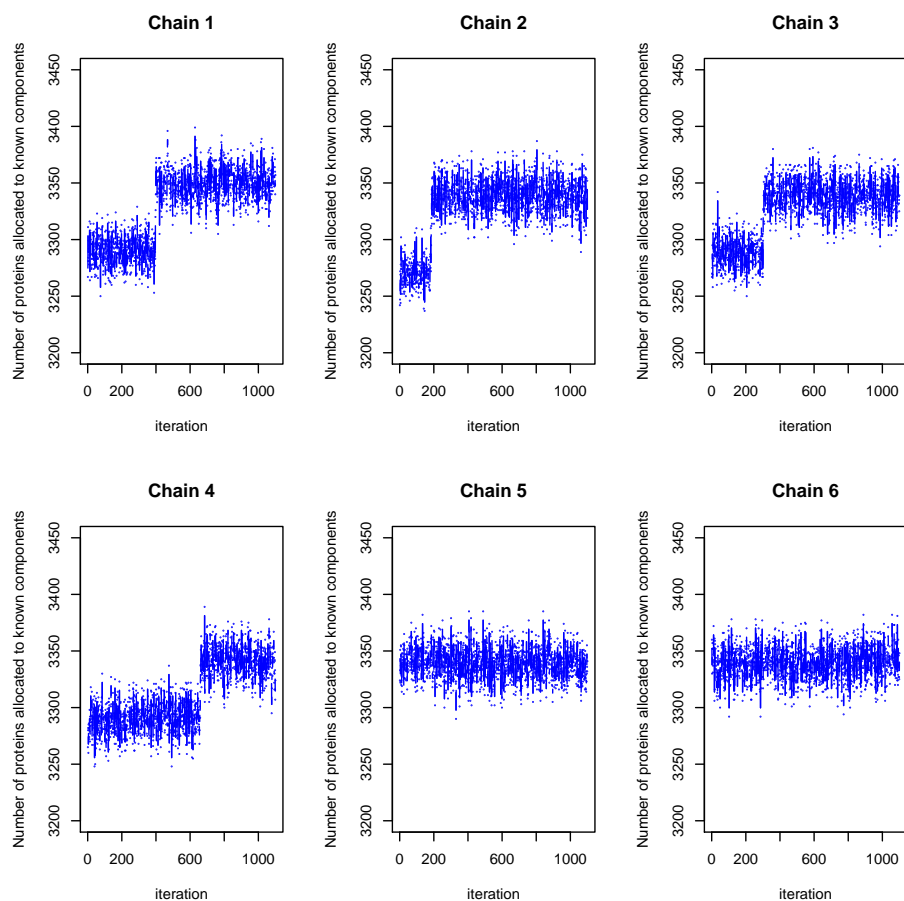 Chain 1
Number of proteins allocated to known components
3200 3250 3300 3350 3400 3450
0 200 600 1000
iteration
Chain 2
Number of proteins allocated to known components
3200 3250 3300 3350 3400 3450
0 200 600 1000
iteration
Chain 3
Number of proteins allocated to known components
3200 3250 3300 3350 3400 3450
0 200 600 1000
iteration
Chain 4
Number of proteins allocated to known components
3200 3250 3300 3350 3400 3450
0 200 600 1000
iteration
Chain 5
Number of proteins allocated to known components
3200 3250 3300 3350 3400 3450
0 200 600 1000
iteration
Chain 6
Number of proteins allocated to known components
3200 3250 3300 3350 3400 3450
0 200 600 1000
iteration